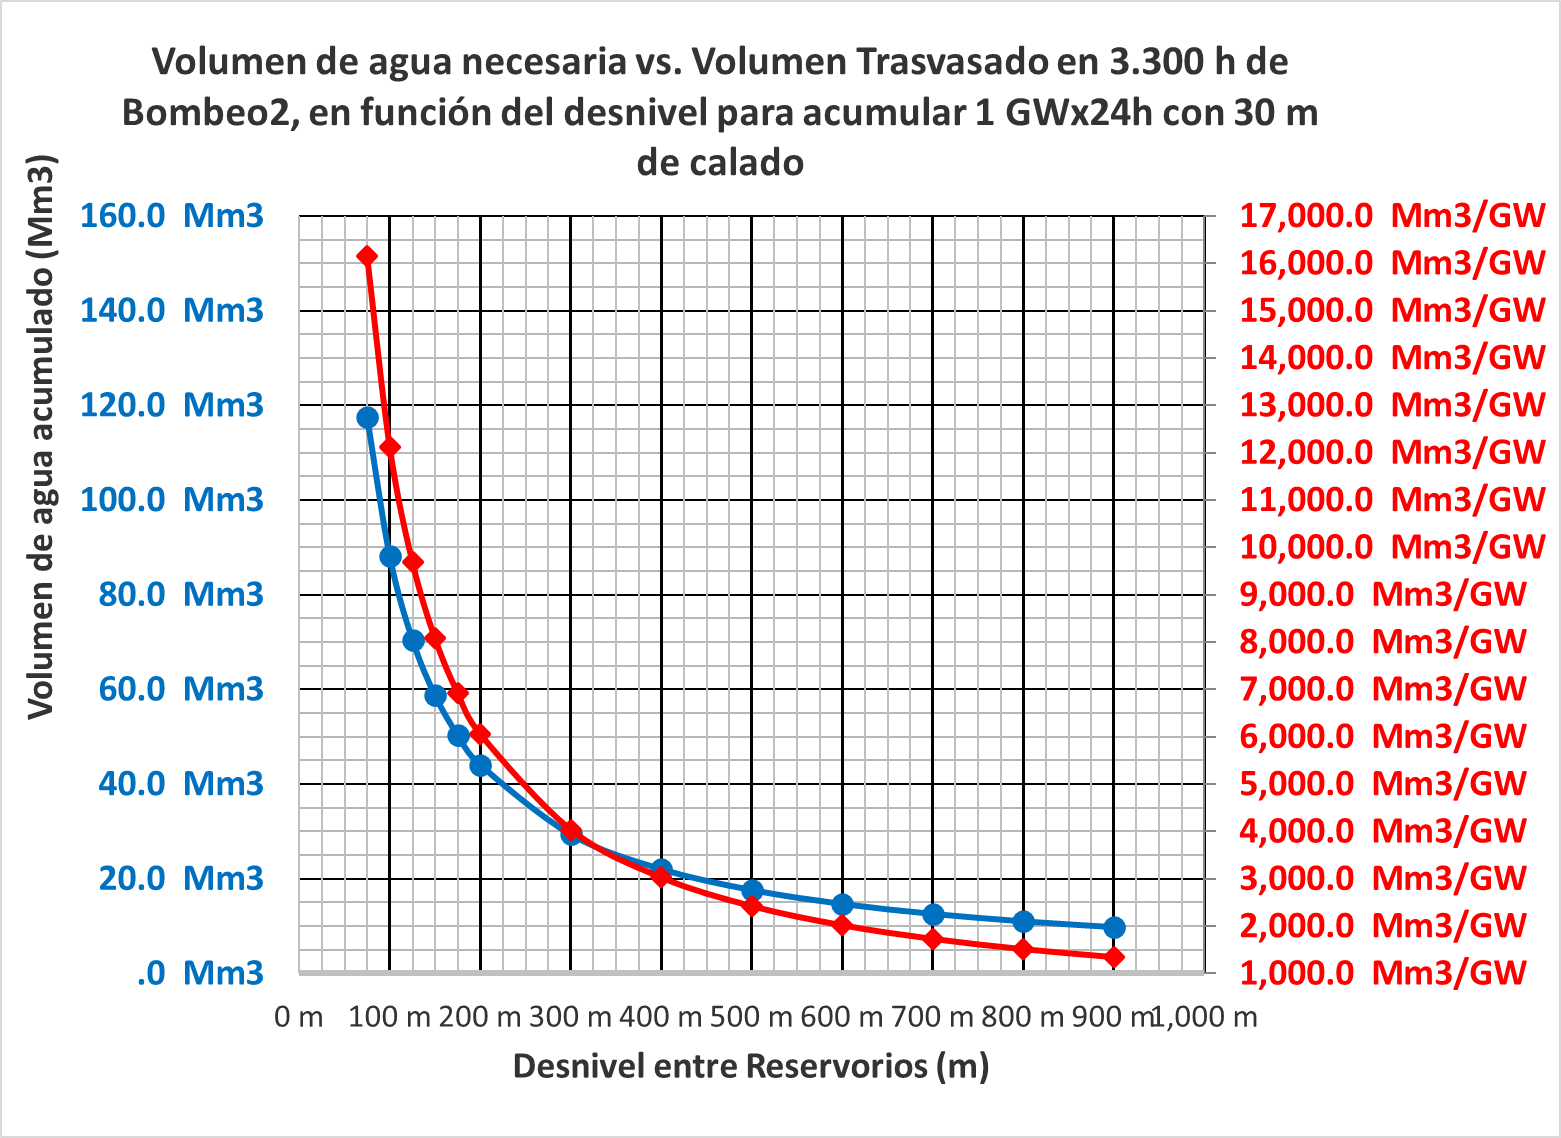 Volumen de agua necesaria vs. Volumen Trasvasado en 3.300 h de
Bombeo2, en función del desnivel para acumular 1 GWx24h con 30 m
de calado
Volumen de agua acumulado (Mm3)
160.0 Mm3
140.0 Mm3
120.0 Mm3
100.0 Mm3
80.0 Mm3
60.0 Mm3
40.0 Mm3
20.0 Mm3
.0 Mm3
17,000.0 Mm3/GW
16,000.0 Mm3/GW
15,000.0 Mm3/GW
14,000.0 Mm3/GW
13,000.0 Mm3/GW
12,000.0 Mm3/GW
11,000.0 Mm3/GW
10,000.0 Mm3/GW
9,000.0 Mm3/GW
8,000.0 Mm3/GW
7,000.0 Mm3/GW
6,000.0 Mm3/GW
5,000.0 Mm3/GW
4,000.0 Mm3/GW
3,000.0 Mm3/GW
2,000.0 Mm3/GW
1,000.0 Mm3/GW
0 m 100 m 200 m 300 m 400 m 500 m 600 m 700 m 800 m 900 m 1,000 m
Desnivel entre Reservorios (m)